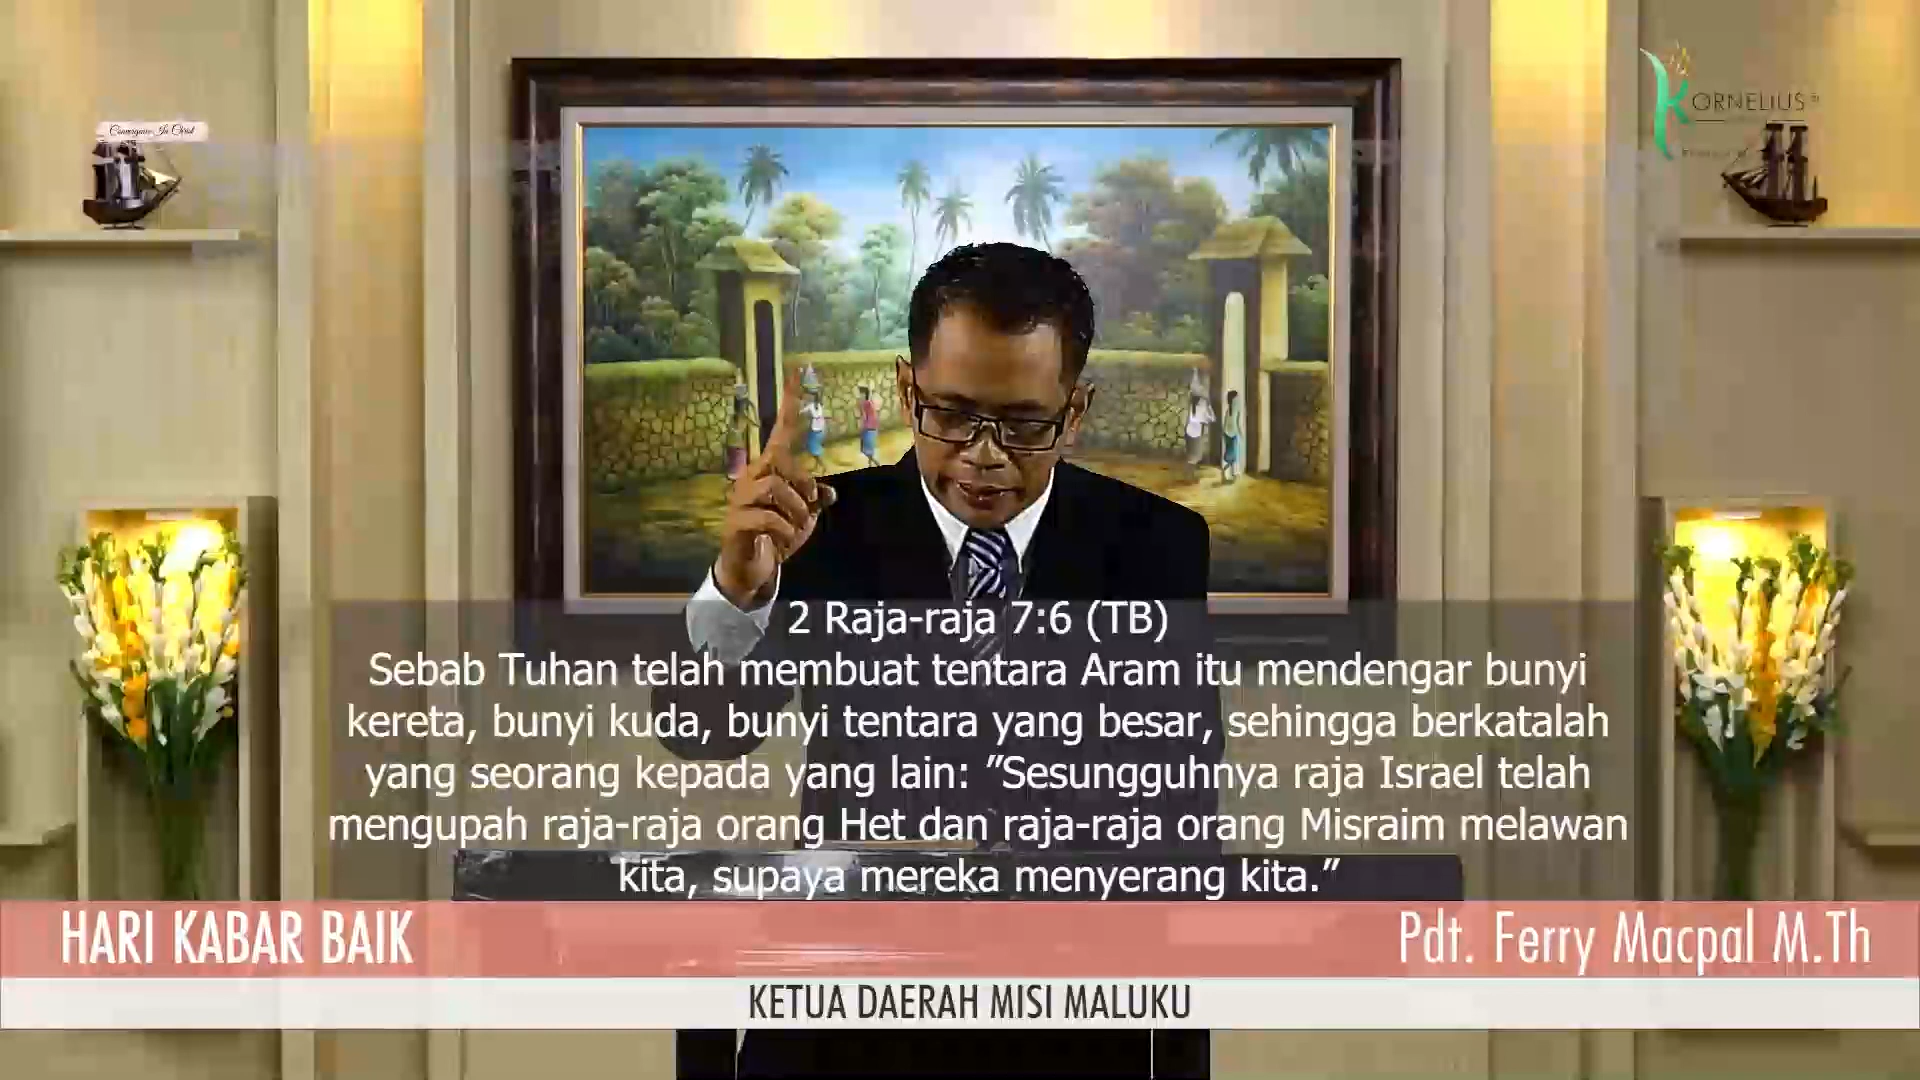 Convergence In Christ
KORNELIUS
2 Raja-raja 7:6 (TB)
Sebab Tuhan telah membuat tentara Aram itu mendengar bunyi
kereta, bunyi kuda, bunyi tentara yang besar, sehingga berkatalah
yang seorang kepada yang lain: ”Sesungguhnya raja Israel telah
mengupah raja-raja orang Het dan raja-raja orang Misraim melawan
kita, supaya mereka menyerang kita.”
HARI KABAR BAIK
Pdt. Ferry Macpal M.Th
KETUA DAERAH MISI MALUKU